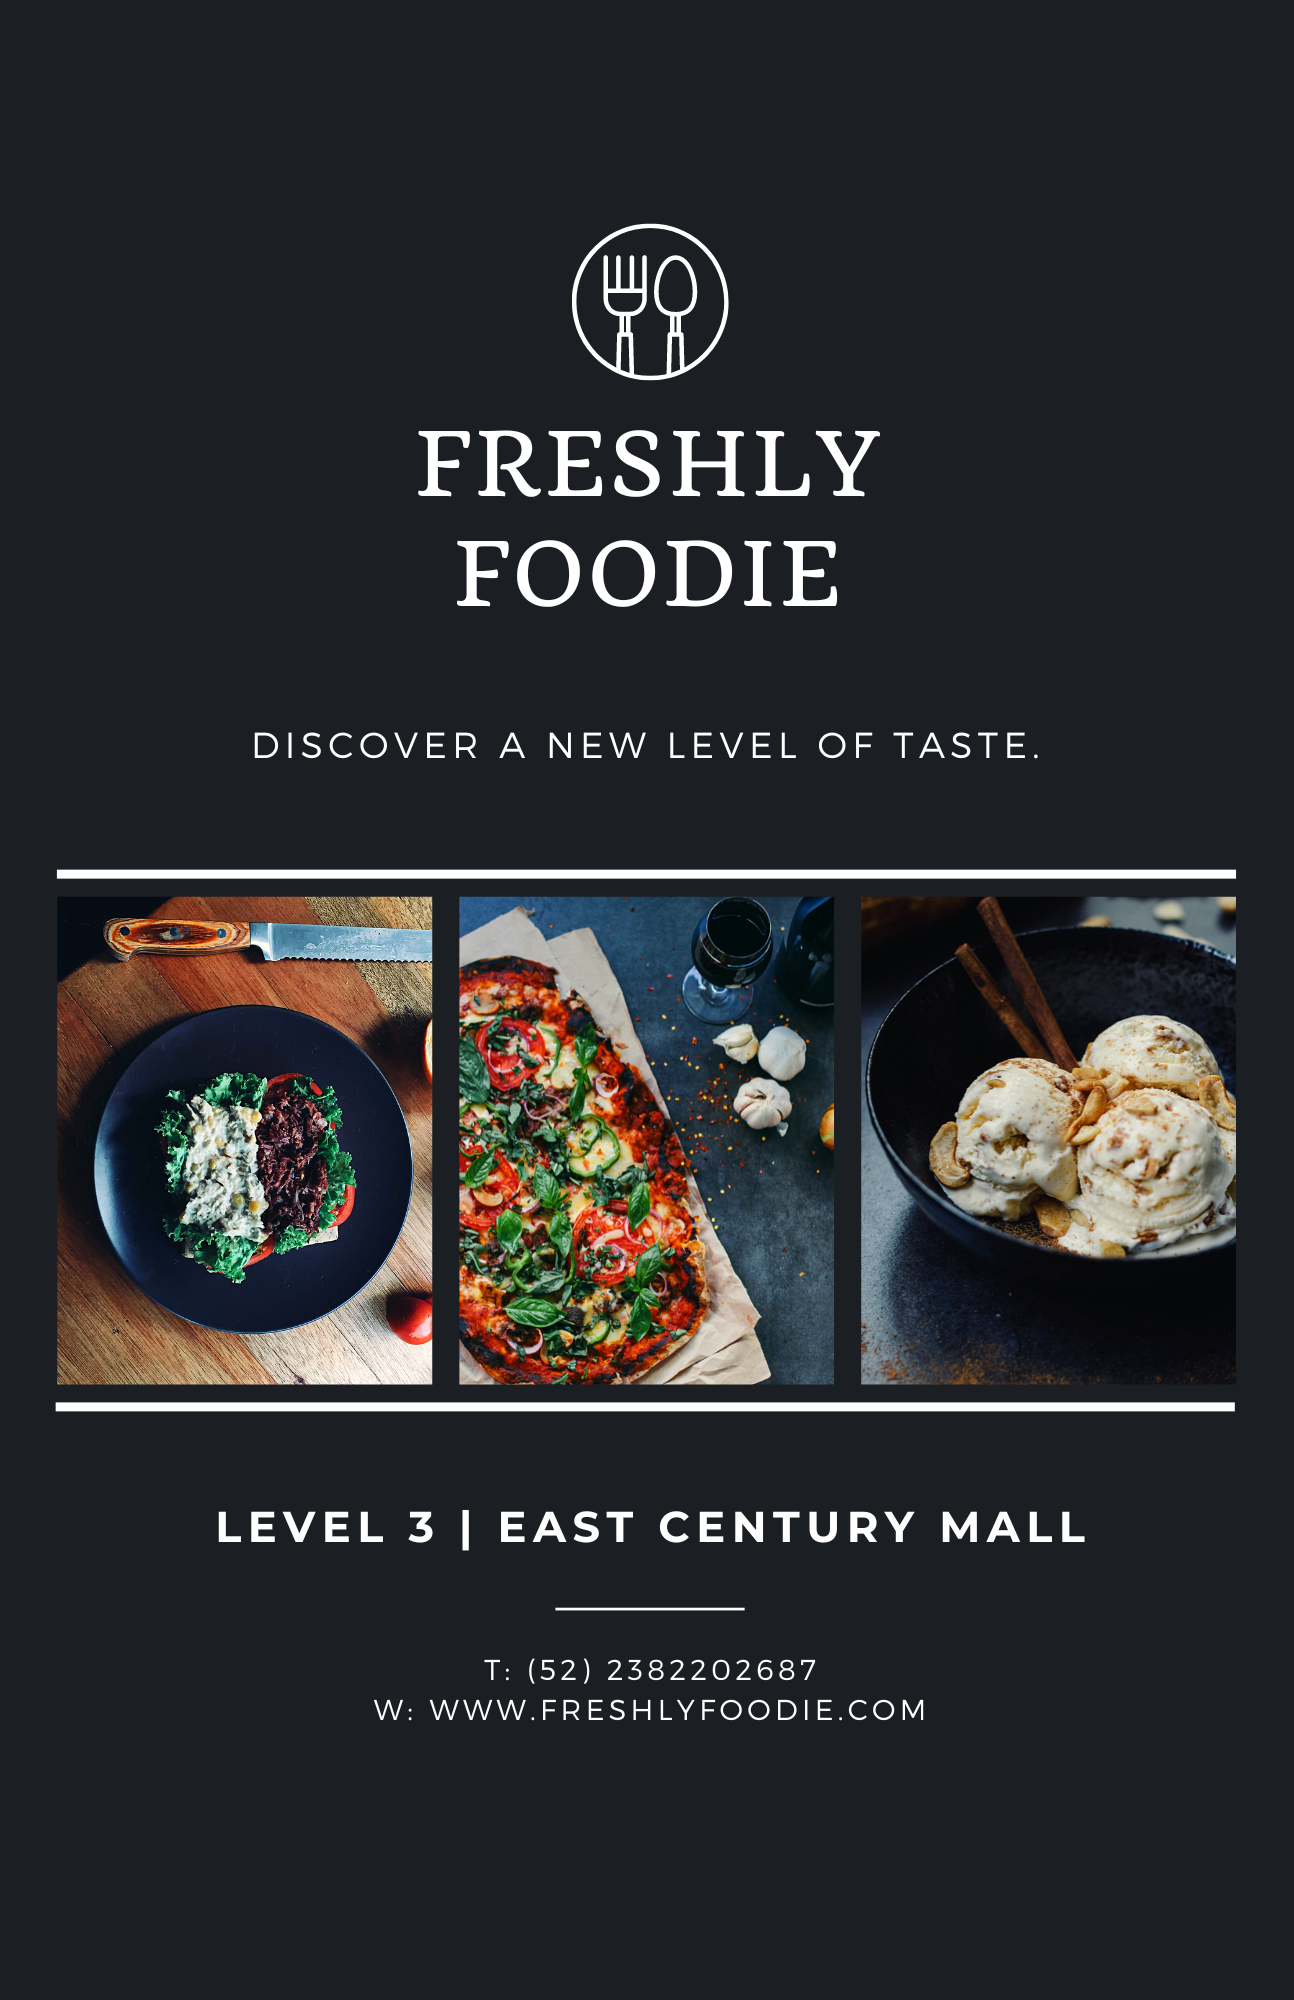 FRESHLY
FOODIE
DISCOVER A NEW LEVEL OF TASTE.
LEVEL 3 | EAST CENTURY MALL
T: (52) 2382202687
W: WWW.FRESHLYFOODIE.COM